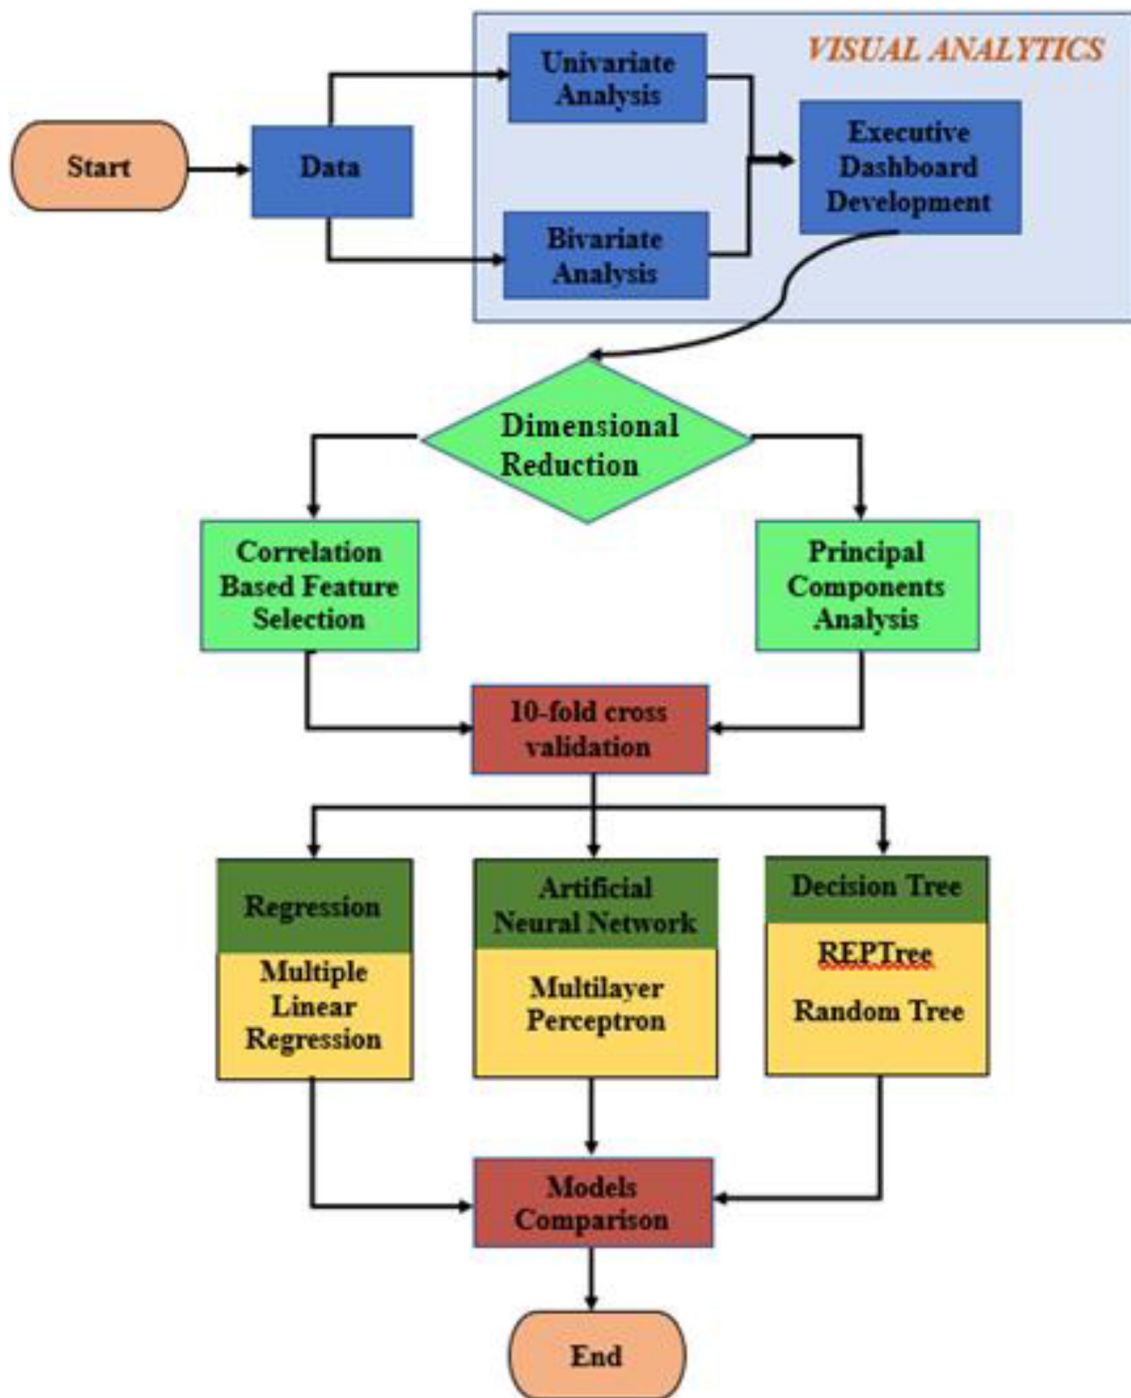 VISUAL ANALYTICS
Univariate
Analysis
Start
Data
Executive
Dashboard
Development
Bivariate
Analysis
Dimensional
Reduction
Correlation
Based Feature
Selection
Principal
Components
Analysis
10-fold cross
validation
Regression
Multiple
Linear
Regression
Artificial
Neural Network
Multilayer
Perceptron
Decision Tree
REPTree
Random Tree
Models
Comparison
End